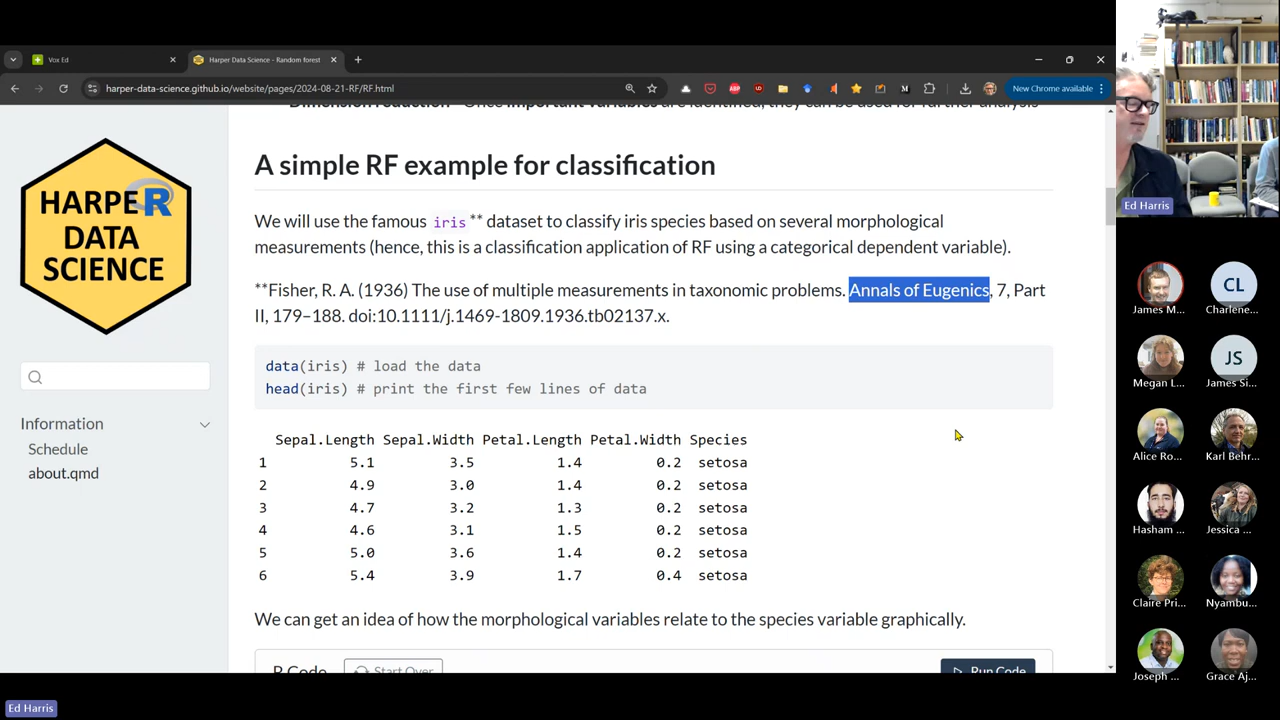 Vox Ed
Harper Data Science - Random forest
harper-data-science.github.io/website/pages/2024-08-21-RF/RF.html
New Chrome available
A simple RF example for classification
HARPER
DATA
SCIENCE
We will use the famous iris ** dataset to classify iris species based on several morphological
measurements (hence, this is a classification application of RF using a categorical dependent variable).
**Fisher, R. A. (1936) The use of multiple measurements in taxonomic problems. Annals of Eugenics, 7, Part
II, 179–188. doi:10.1111/j.1469-1809.1936.tb02137.x.
data(iris) # load the data
head(iris) # print the first few lines of data
Information
Schedule
about.qmd
Sepal.Length Sepal.Width Petal.Length Petal.Width Species
1 5.1 3.5 1.4 0.2 setosa
2 4.9 3.0 1.4 0.2 setosa
3 4.7 3.2 1.3 0.2 setosa
4 4.6 3.1 1.5 0.2 setosa
5 5.0 3.6 1.4 0.2 setosa
6 5.4 3.9 1.7 0.4 setosa
We can get an idea of how the morphological variables relate to the species variable graphically.
R Code Start Over Run Code
Ed Harris
CL
James M... Charlene...
JS
Megan L... James Si...
Alice Ro... Karl Behr...
Hasham ... Jessica ...
Claire Pri... Nyambu...
Joseph ... Grace Aj...
Ed Harris